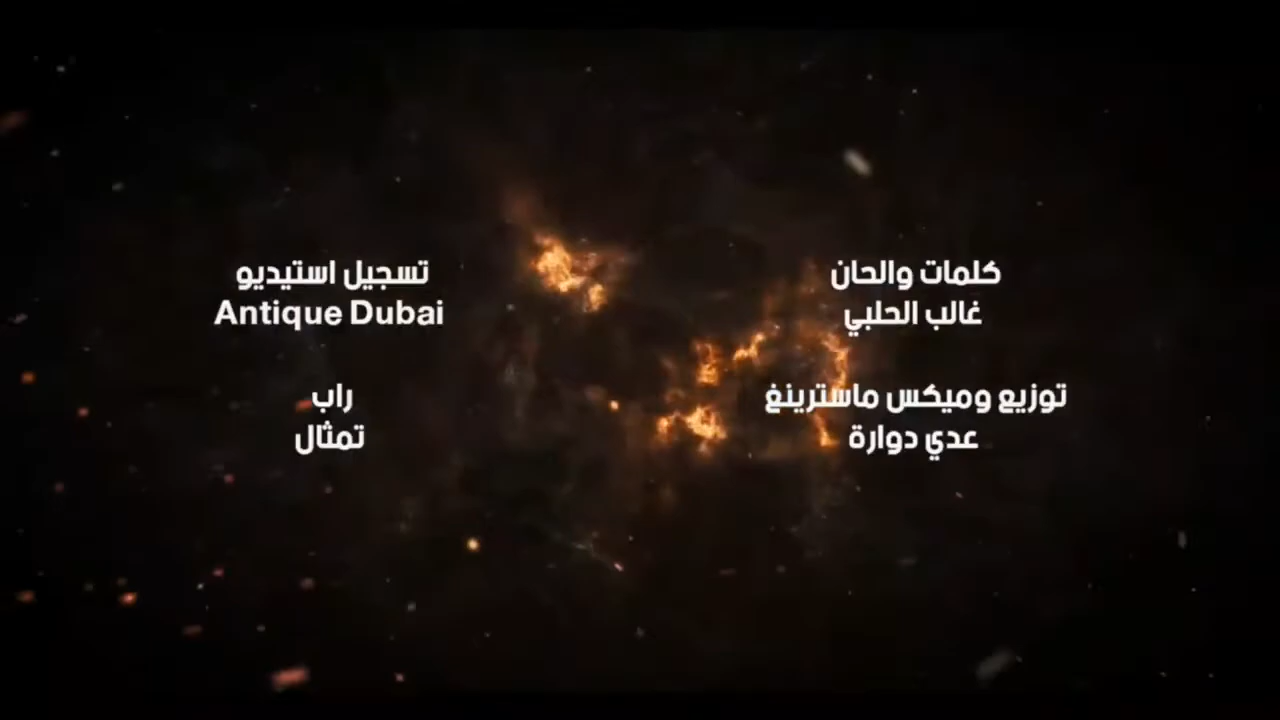 كلمات والحان
غالب الحلبي
توزيع وميكس ماسترينغ
عدي دوارة
تسجيل استيديو
Antique Dubai
راب
تمثال